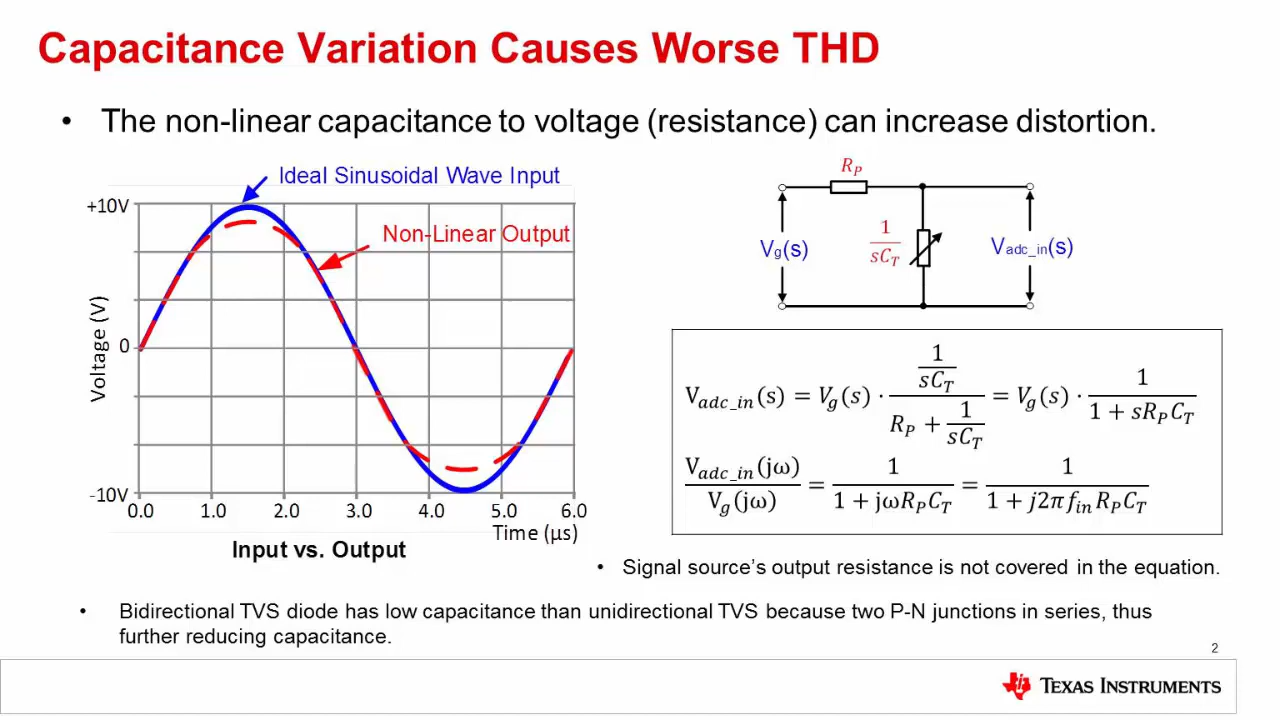 Capacitance Variation Causes Worse THD
• The non-linear capacitance to voltage (resistance) can increase distortion.
Ideal Sinusoidal Wave Input
Non-Linear Output
+10V
0
-10V
Voltage (V)
0.0 1.0 2.0 3.0 4.0 5.0 6.0
Time (µs)
Input vs. Output
R_P
V_g(s)
1/(sC_T)
V_adc_in(s)
V_adc_in(s) = V_g(s) · (1/(sC_T))/(R_P + 1/(sC_T)) = V_g(s) · 1/(1 + sR_PC_T)
V_adc_in(jω)/V_g(jω) = 1/(1 + jωR_PC_T) = 1/(1 + j2πf_inR_PC_T)
• Signal source's output resistance is not covered in the equation.
• Bidirectional TVS diode has low capacitance than unidirectional TVS because two P-N junctions in series, thus
further reducing capacitance.
2
TEXAS INSTRUMENTS